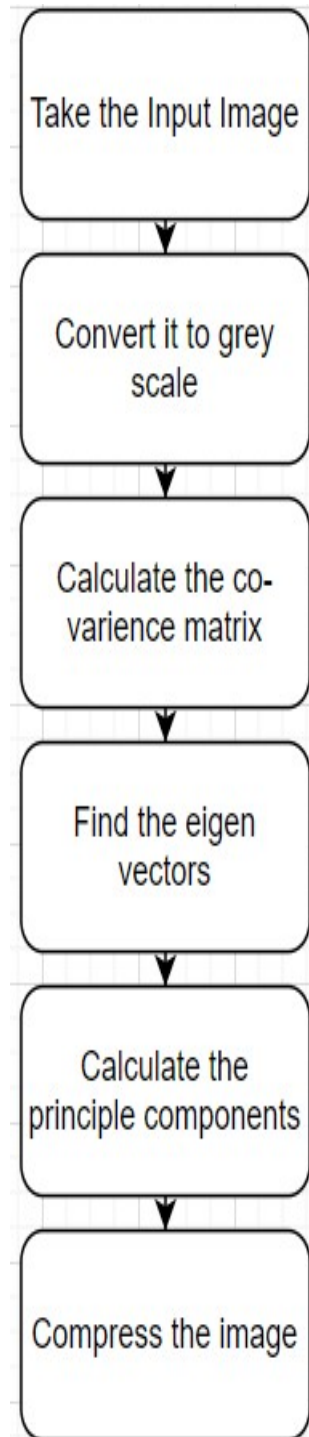 Take the Input Image
Convert it to grey
scale
Calculate the co-
varience matrix
Find the eigen
vectors
Calculate the
principle components
Compress the image